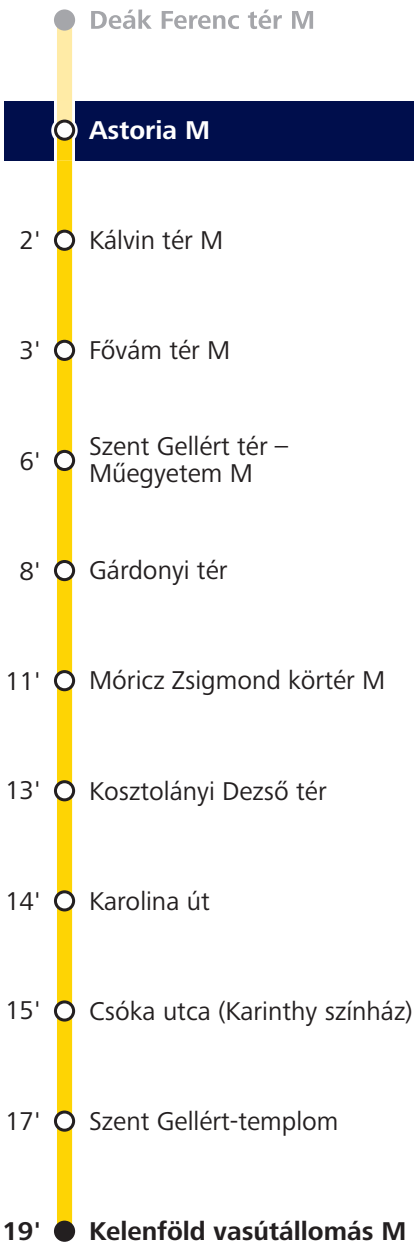 Deák Ferenc tér M
Astoria M
2' Kálvin tér M
3' Fővám tér M
6' Szent Gellért tér –
Műegyetem M
8' Gárdonyi tér
11' Móricz Zsigmond körtér M
13' Kosztolányi Dezső tér
14' Karolina út
15' Csóka utca (Karinthy színház)
17' Szent Gellért-templom
19' Kelenföld vasútállomás M